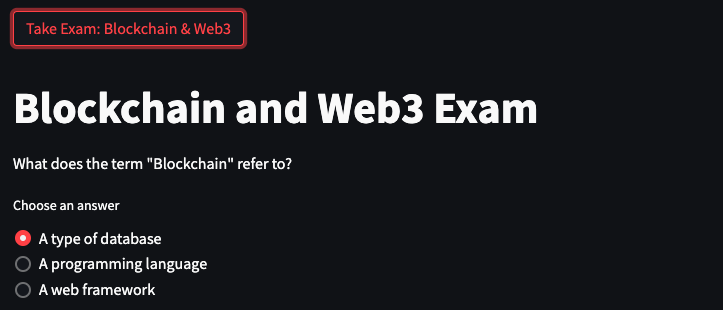 Take Exam: Blockchain & Web3
Blockchain and Web3 Exam
What does the term "Blockchain" refer to?
Choose an answer
A type of database
A programming language
A web framework